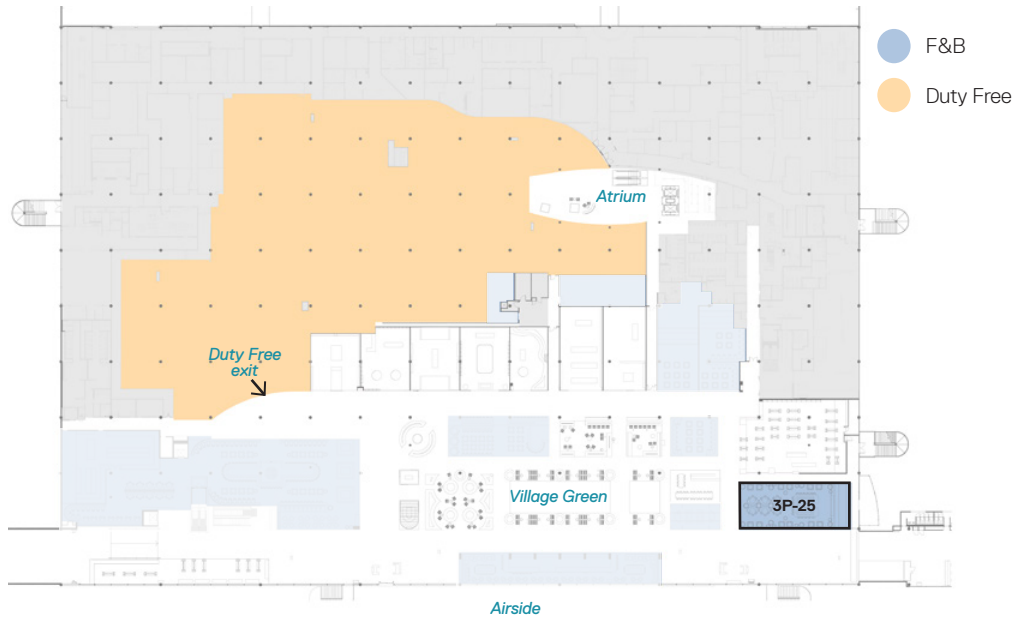 F&B
Duty Free
Atrium
Duty Free
exit
Village Green
3P-25
Airside